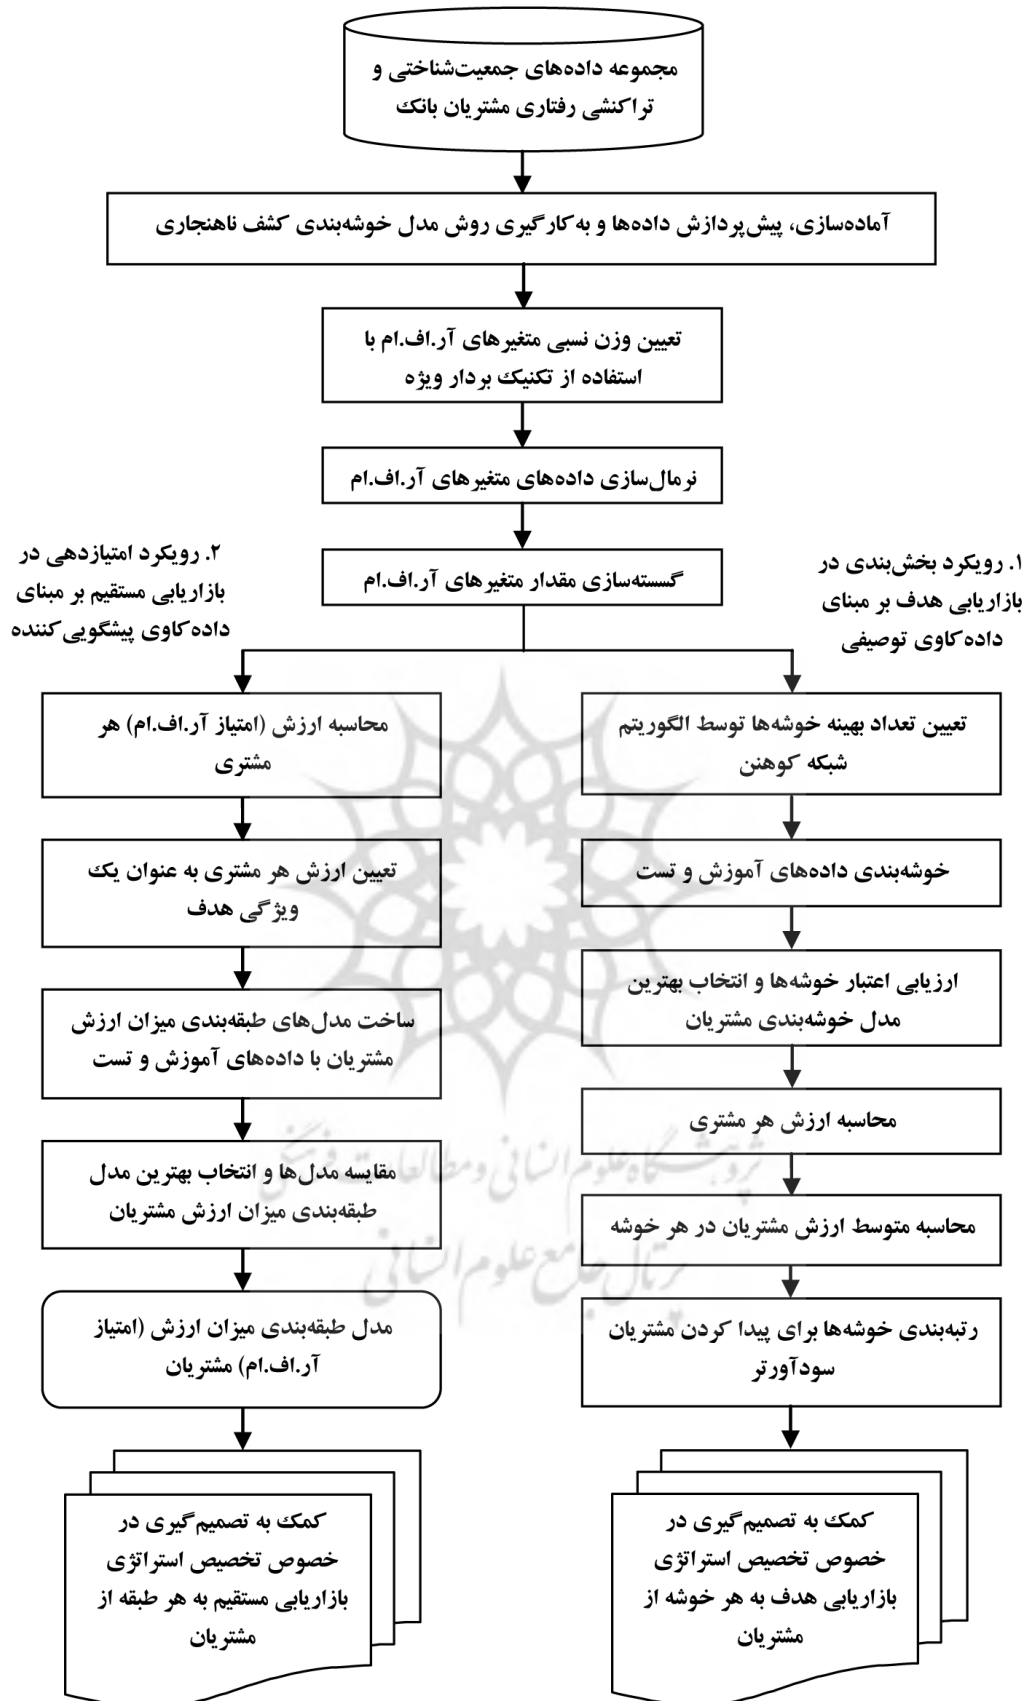 مجموعه داده‌های جمعیت‌شناختی و
تراکنشی رفتاری مشتریان بانک
آماده‌سازی، پیش‌پردازش داده‌ها و به‌کارگیری روش مدل خوشه‌بندی کشف ناهنجاری
تعیین وزن نسبی متغیرهای آر.اف.ام با
استفاده از تکنیک بردار ویژه
نرمال‌سازی داده‌های متغیرهای آر.اف.ام
گسسته‌سازی مقدار متغیرهای آر.اف.ام
۱. رویکرد بخش‌بندی در
بازاریابی هدف بر مبنای
داده‌کاوی توصیفی
تعیین تعداد بهینه خوشه‌ها توسط الگوریتم
شبکه کوهنن
خوشه‌بندی داده‌های آموزش و تست
ارزیابی اعتبار خوشه‌ها و انتخاب بهترین
مدل خوشه‌بندی مشتریان
محاسبه ارزش هر مشتری
محاسبه متوسط ارزش مشتریان در هر خوشه
رتبه‌بندی خوشه‌ها برای پیدا کردن مشتریان
سودآورتر
کمک به تصمیم‌گیری در
خصوص تخصیص استراتژی
بازاریابی هدف به هر خوشه از
مشتریان
۲. رویکرد امتیازدهی در
بازاریابی مستقیم بر مبنای
داده‌کاوی پیشگویی‌کننده
محاسبه ارزش (امتیاز آر.اف.ام) هر
مشتری
تعیین ارزش هر مشتری به عنوان یک
ویژگی هدف
ساخت مدل‌های طبقه‌بندی میزان ارزش
مشتریان با داده‌های آموزش و تست
مقایسه مدل‌ها و انتخاب بهترین مدل
طبقه‌بندی میزان ارزش مشتریان
مدل طبقه‌بندی میزان ارزش (امتیاز
آر.اف.ام) مشتریان
کمک به تصمیم‌گیری در
خصوص تخصیص استراتژی
بازاریابی مستقیم به هر طبقه از
مشتریان
پژوهشگاه علوم انسانی و مطالعات فرهنگی
پرتال جامع علوم انسانی